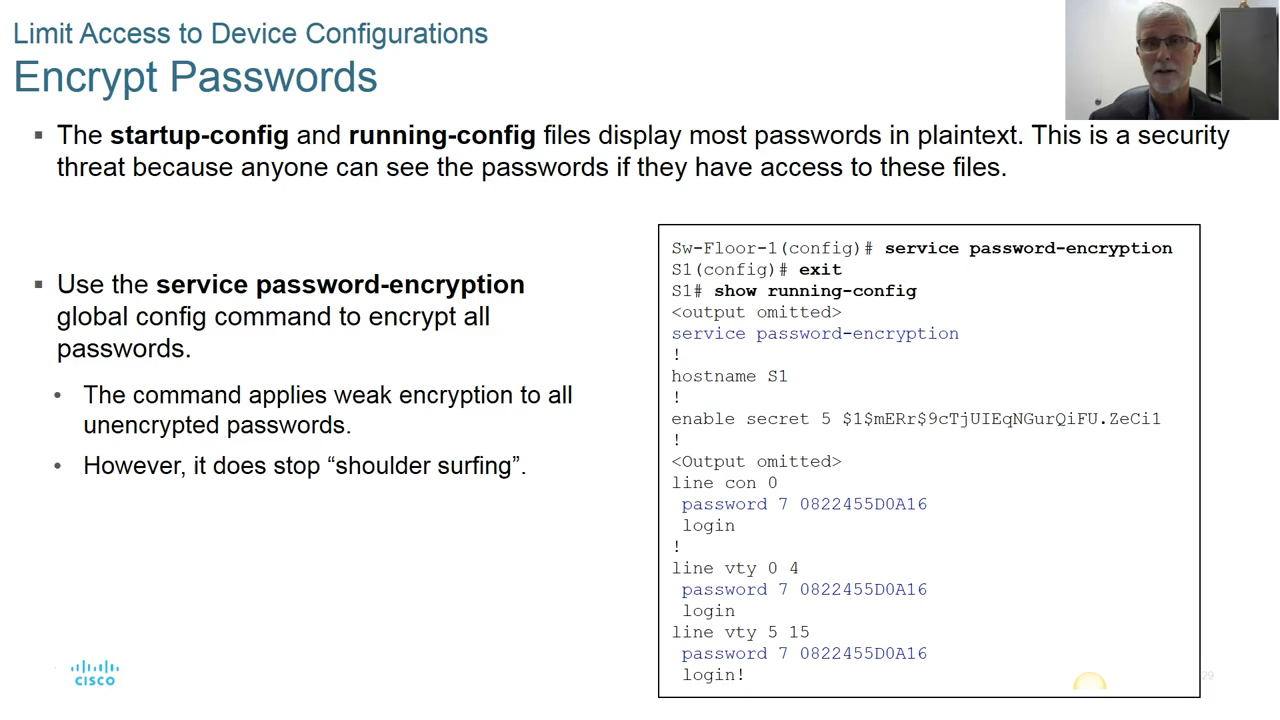 Limit Access to Device Configurations
Encrypt Passwords
▪ The startup-config and running-config files display most passwords in plaintext. This is a security
threat because anyone can see the passwords if they have access to these files.
▪ Use the service password-encryption
global config command to encrypt all
passwords.
• The command applies weak encryption to all
unencrypted passwords.
• However, it does stop “shoulder surfing”.
Sw-Floor-1(config)# service password-encryption
S1(config)# exit
S1# show running-config
<output omitted>
service password-encryption
!
hostname S1
!
enable secret 5 $1$mERr$9cTjUIEqNGurQiFU.ZeCi1
!
<Output omitted>
line con 0
password 7 0822455D0A16
login
!
line vty 0 4
password 7 0822455D0A16
login
line vty 5 15
password 7 0822455D0A16
login!
CISCO
29